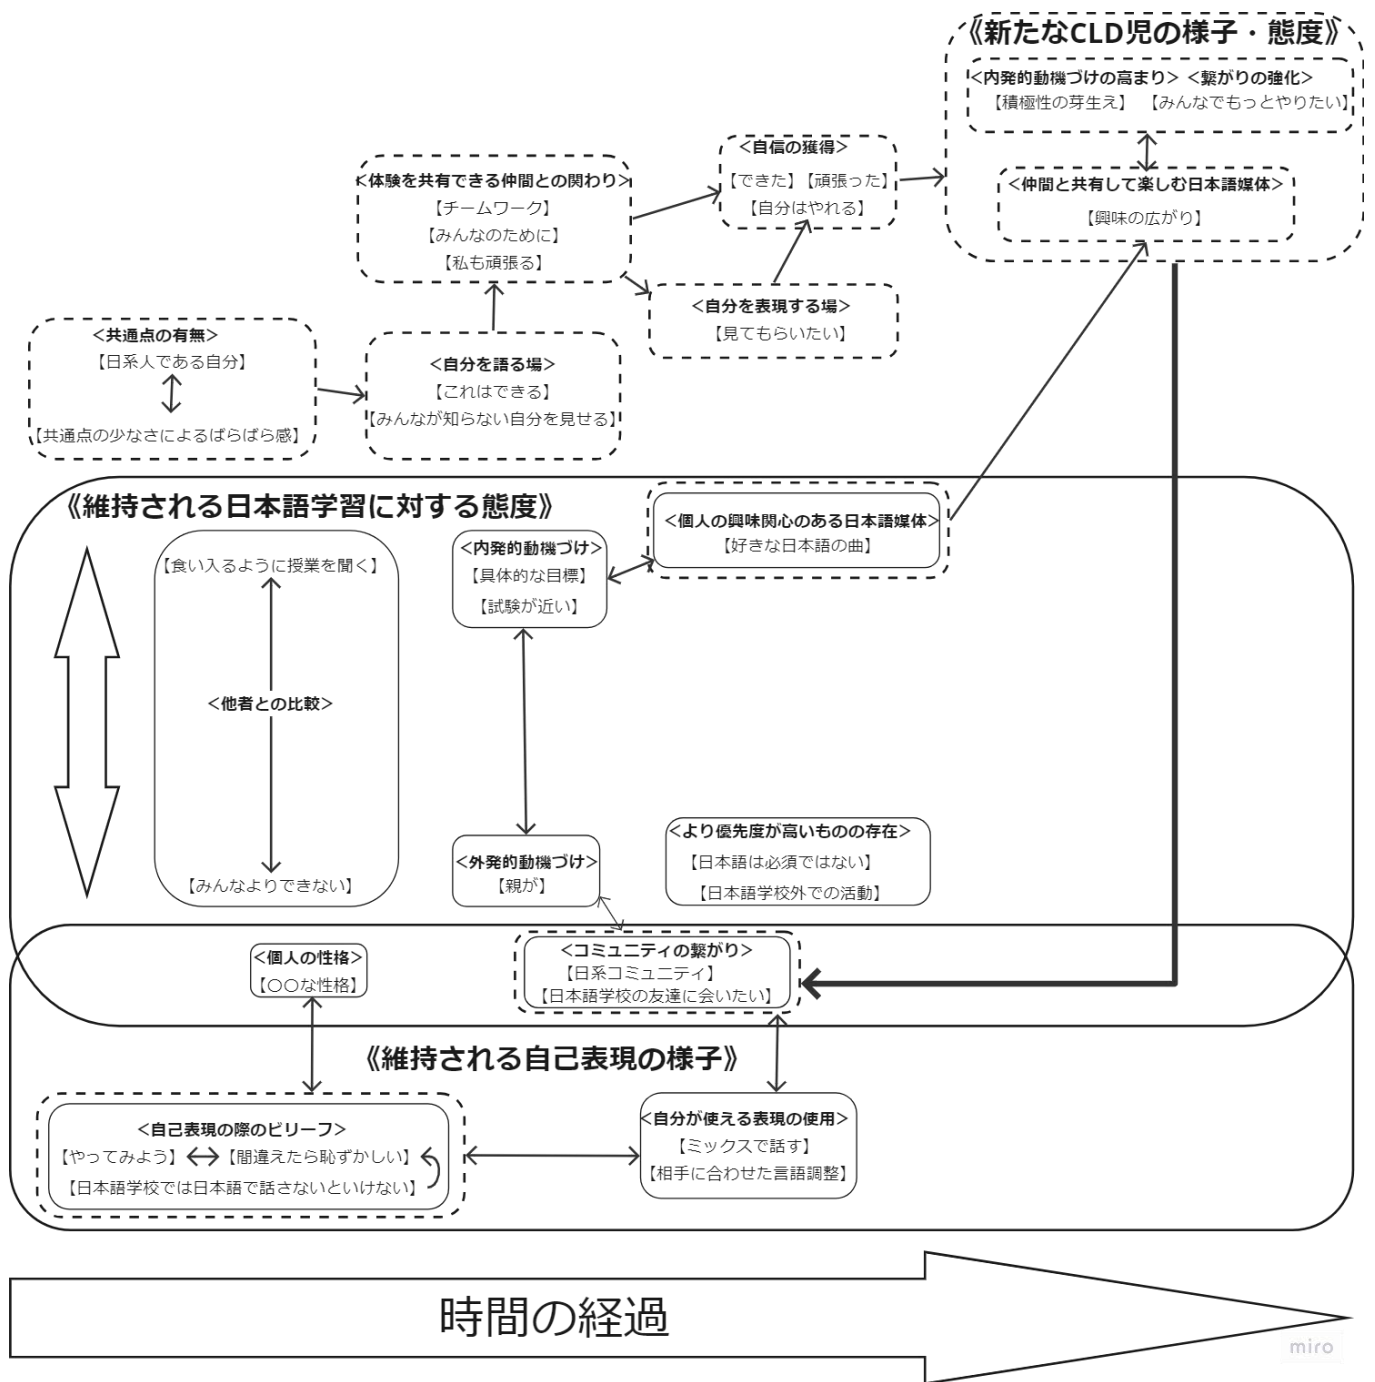 《新たなCLD児の様子・態度》
<内発的動機づけの高まり> <繋がりの強化>
【積極性の芽生え】 【みんなでもっとやりたい】
<仲間と共有して楽しむ日本語媒体>
【興味の広がり】
<自信の獲得>
【できた】【頑張った】
【自分はやれる】
<体験を共有できる仲間との関わり>
【チームワーク】
【みんなのために】
【私も頑張る】
<自分を表現する場>
【見てもらいたい】
<共通点の有無>
【日系人である自分】
【共通点の少なさによるばらばら感】
<自分を語る場>
【これはできる】
【みんなが知らない自分を見せる】
《維持される日本語学習に対する態度》
【食い入るように授業を聞く】
<他者との比較>
【みんなよりできない】
<内発的動機づけ>
【具体的な目標】
【試験が近い】
<個人の興味関心のある日本語媒体>
【好きな日本語の曲】
<外発的動機づけ>
【親が】
<より優先度が高いものの存在>
【日本語は必須ではない】
【日本語学校外での活動】
<個人の性格>
【〇〇な性格】
<コミュニティの繋がり>
【日系コミュニティ】
【日本語学校の友達に会いたい】
《維持される自己表現の様子》
<自己表現の際のビリーフ>
【やってみよう】 【間違えたら恥ずかしい】
【日本語学校では日本語で話さないといけない】
<自分が使える表現の使用>
【ミックスで話す】
【相手に合わせた言語調整】
時間の経過
miro